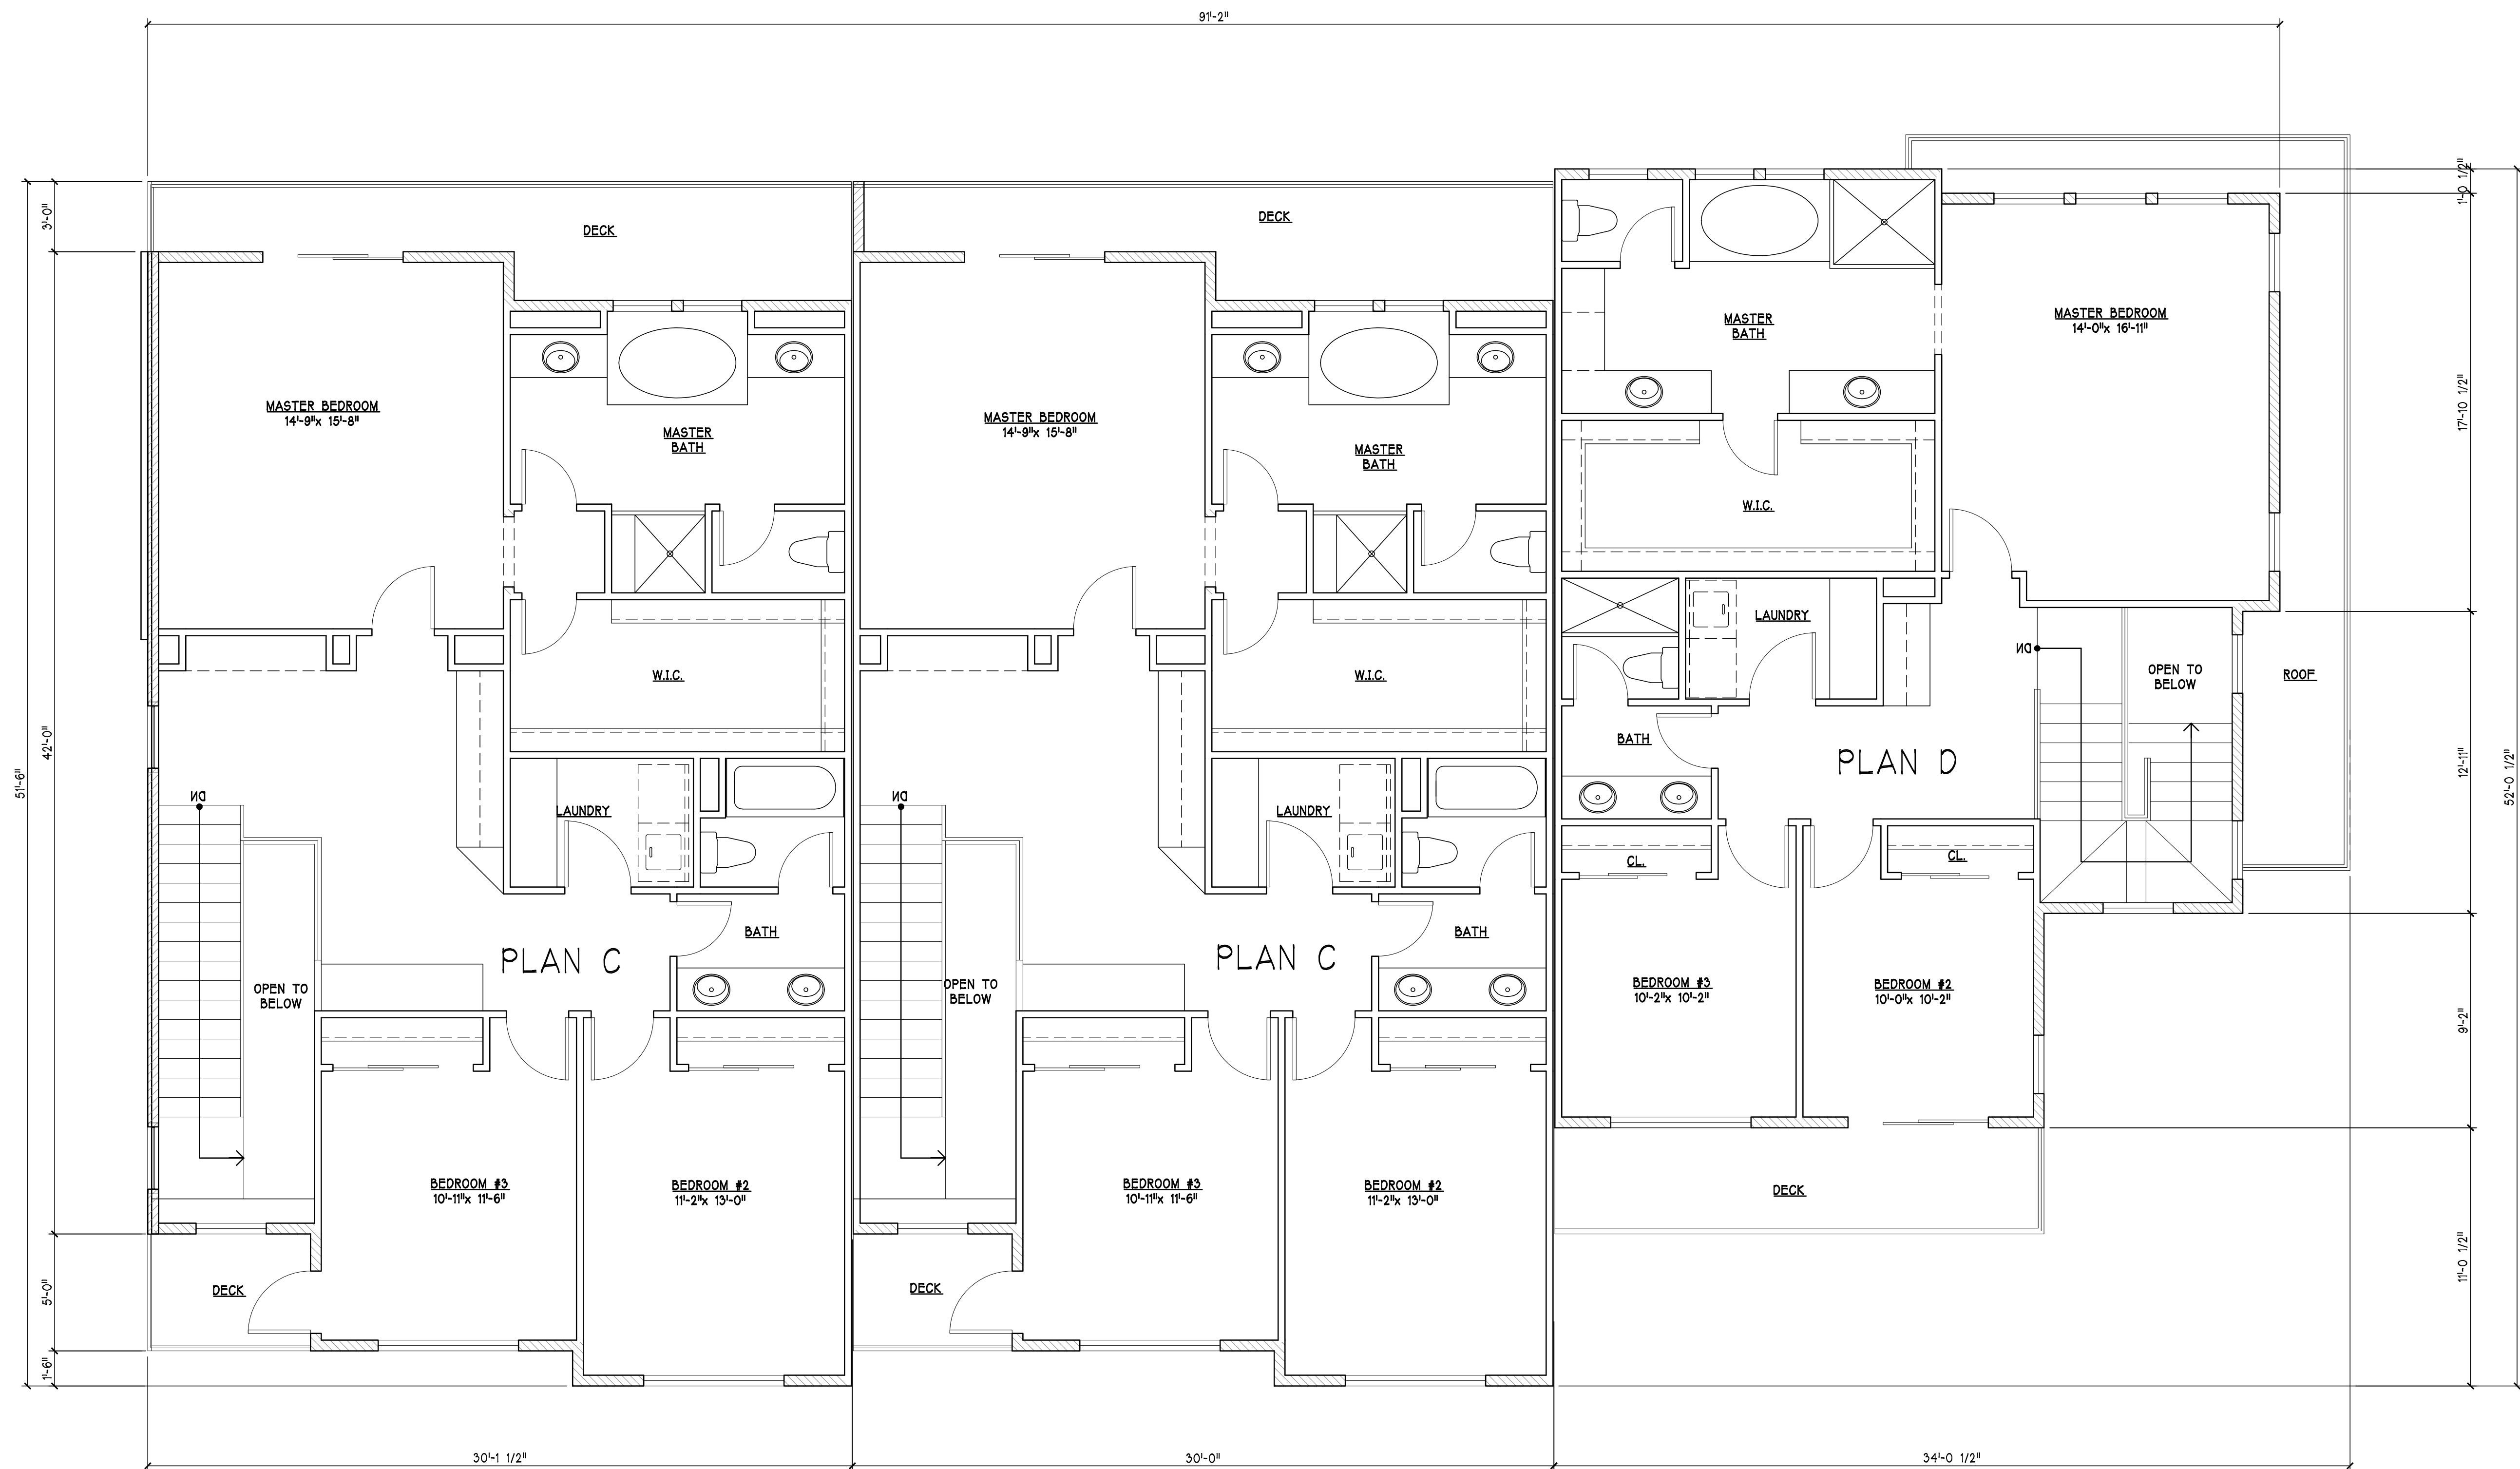 91'-2"
DECK
DECK
MASTER BEDROOM
14'-9"x 15'-8"
MASTER
BATH
W.I.C.
LAUNDRY
DN
BATH
PLAN C
OPEN TO
BELOW
BEDROOM #3
10'-11"x 11'-6"
BEDROOM #2
11'-2"x 13'-0"
DECK
MASTER BEDROOM
14'-9"x 15'-8"
MASTER
BATH
W.I.C.
LAUNDRY
DN
BATH
PLAN C
OPEN TO
BELOW
BEDROOM #3
10'-11"x 11'-6"
BEDROOM #2
11'-2"x 13'-0"
DECK
MASTER
BATH
MASTER BEDROOM
14'-0"x 16'-11"
W.I.C.
LAUNDRY
DN
OPEN TO
BELOW
ROOF
BATH
PLAN D
CL.
CL.
BEDROOM #3
10'-2"x 10'-2"
BEDROOM #2
10'-0"x 10'-2"
DECK
3'-0"
42'-0"
51'-6"
5'-0"
1'-6"
1'-0 1/2"
17'-10 1/2"
12'-11"
52'-0 1/2"
9'-2"
11'-0 1/2"
30'-1 1/2"
30'-0"
34'-0 1/2"